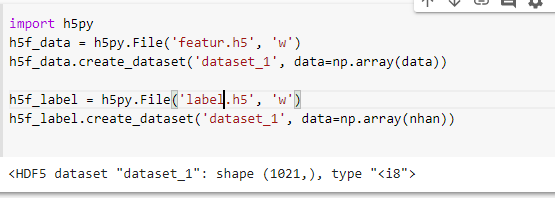 import h5py
h5f_data = h5py.File('featur.h5', 'w')
h5f_data.create_dataset('dataset_1', data=np.array(data))
h5f_label = h5py.File('label.h5', 'w')
h5f_label.create_dataset('dataset_1', data=np.array(nhan))
<HDF5 dataset "dataset_1": shape (1021,), type "<i8">